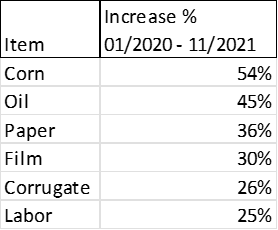 Increase %
Item 01/2020 - 11/2021
Corn 54%
Oil 45%
Paper 36%
Film 30%
Corrugate 26%
Labor 25%